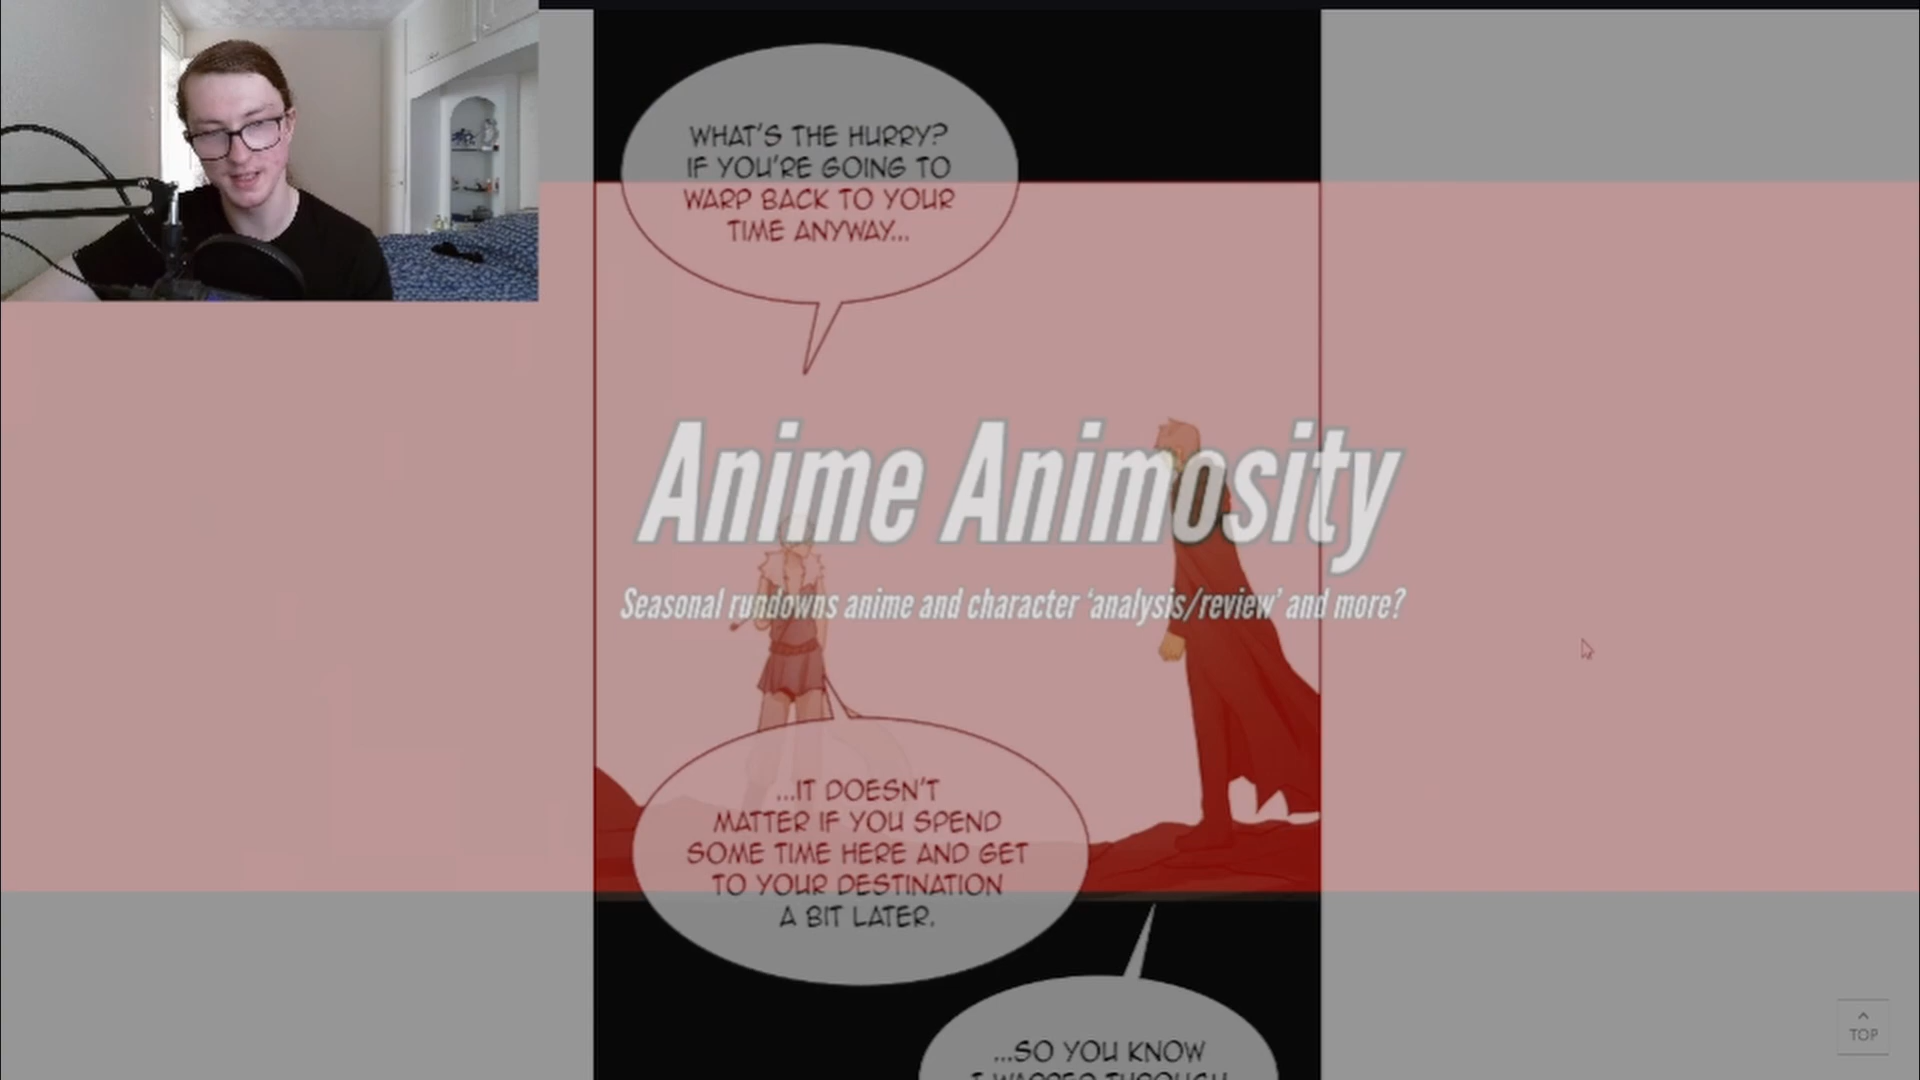 WHAT'S THE HURRY?
IF YOU'RE GOING TO
WARP BACK TO YOUR
TIME ANYWAY...
Anime Animosity
Seasonal rundowns anime and character ‘analysis/review’ and more?
...IT DOESN'T
MATTER IF YOU SPEND
SOME TIME HERE AND GET
TO YOUR DESTINATION
A BIT LATER.
...SO YOU KNOW
I WARPED THROUGH
TOP